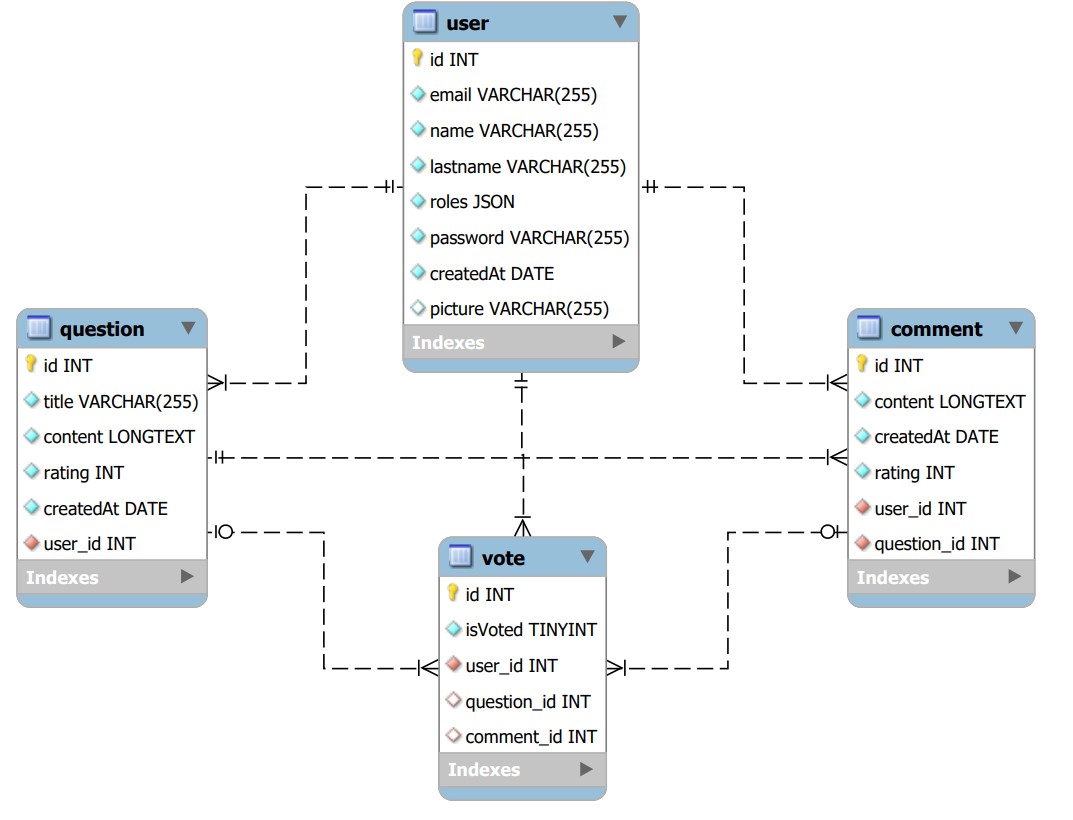 user
id INT
email VARCHAR(255)
name VARCHAR(255)
lastname VARCHAR(255)
roles JSON
password VARCHAR(255)
createdAt DATE
picture VARCHAR(255)
Indexes
question
id INT
title VARCHAR(255)
content LONGTEXT
rating INT
createdAt DATE
user_id INT
Indexes
comment
id INT
content LONGTEXT
createdAt DATE
rating INT
user_id INT
question_id INT
Indexes
vote
id INT
isVoted TINYINT
user_id INT
question_id INT
comment_id INT
Indexes